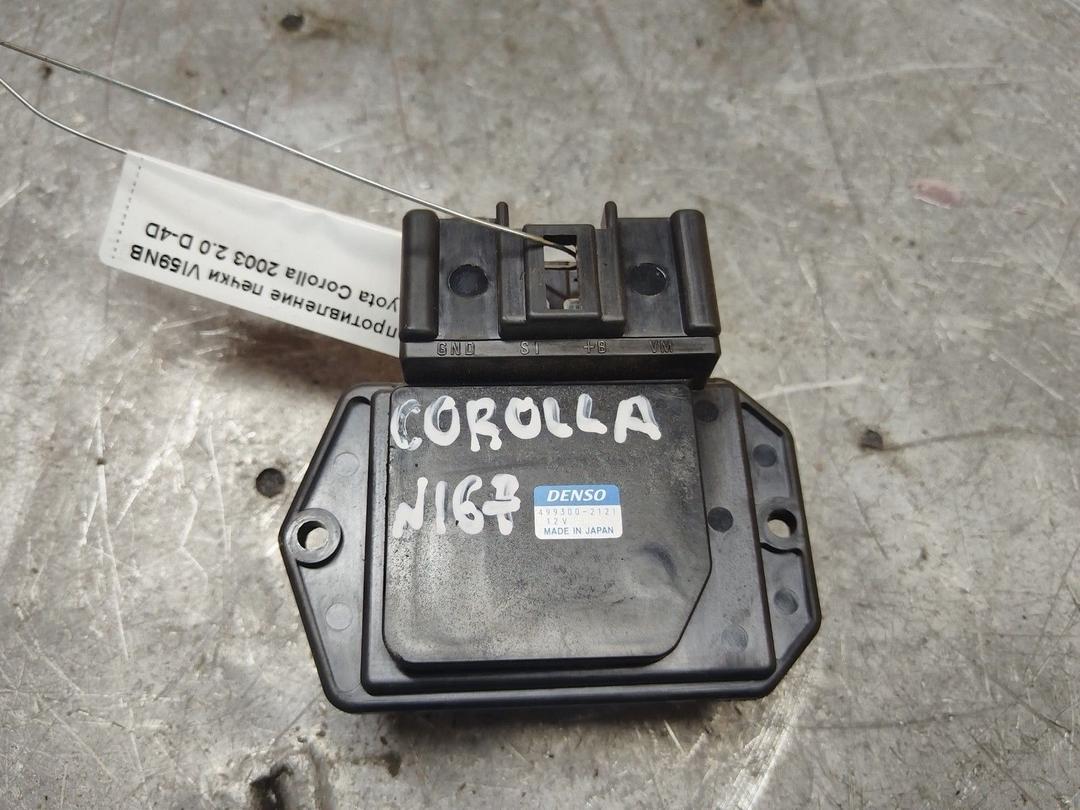 противление печки VI59NB
yota Corolla 2003 2.0 D-4D
GND SI +B VM
COROLLA
N167
DENSO
499300-2121
12V
MADE IN JAPAN